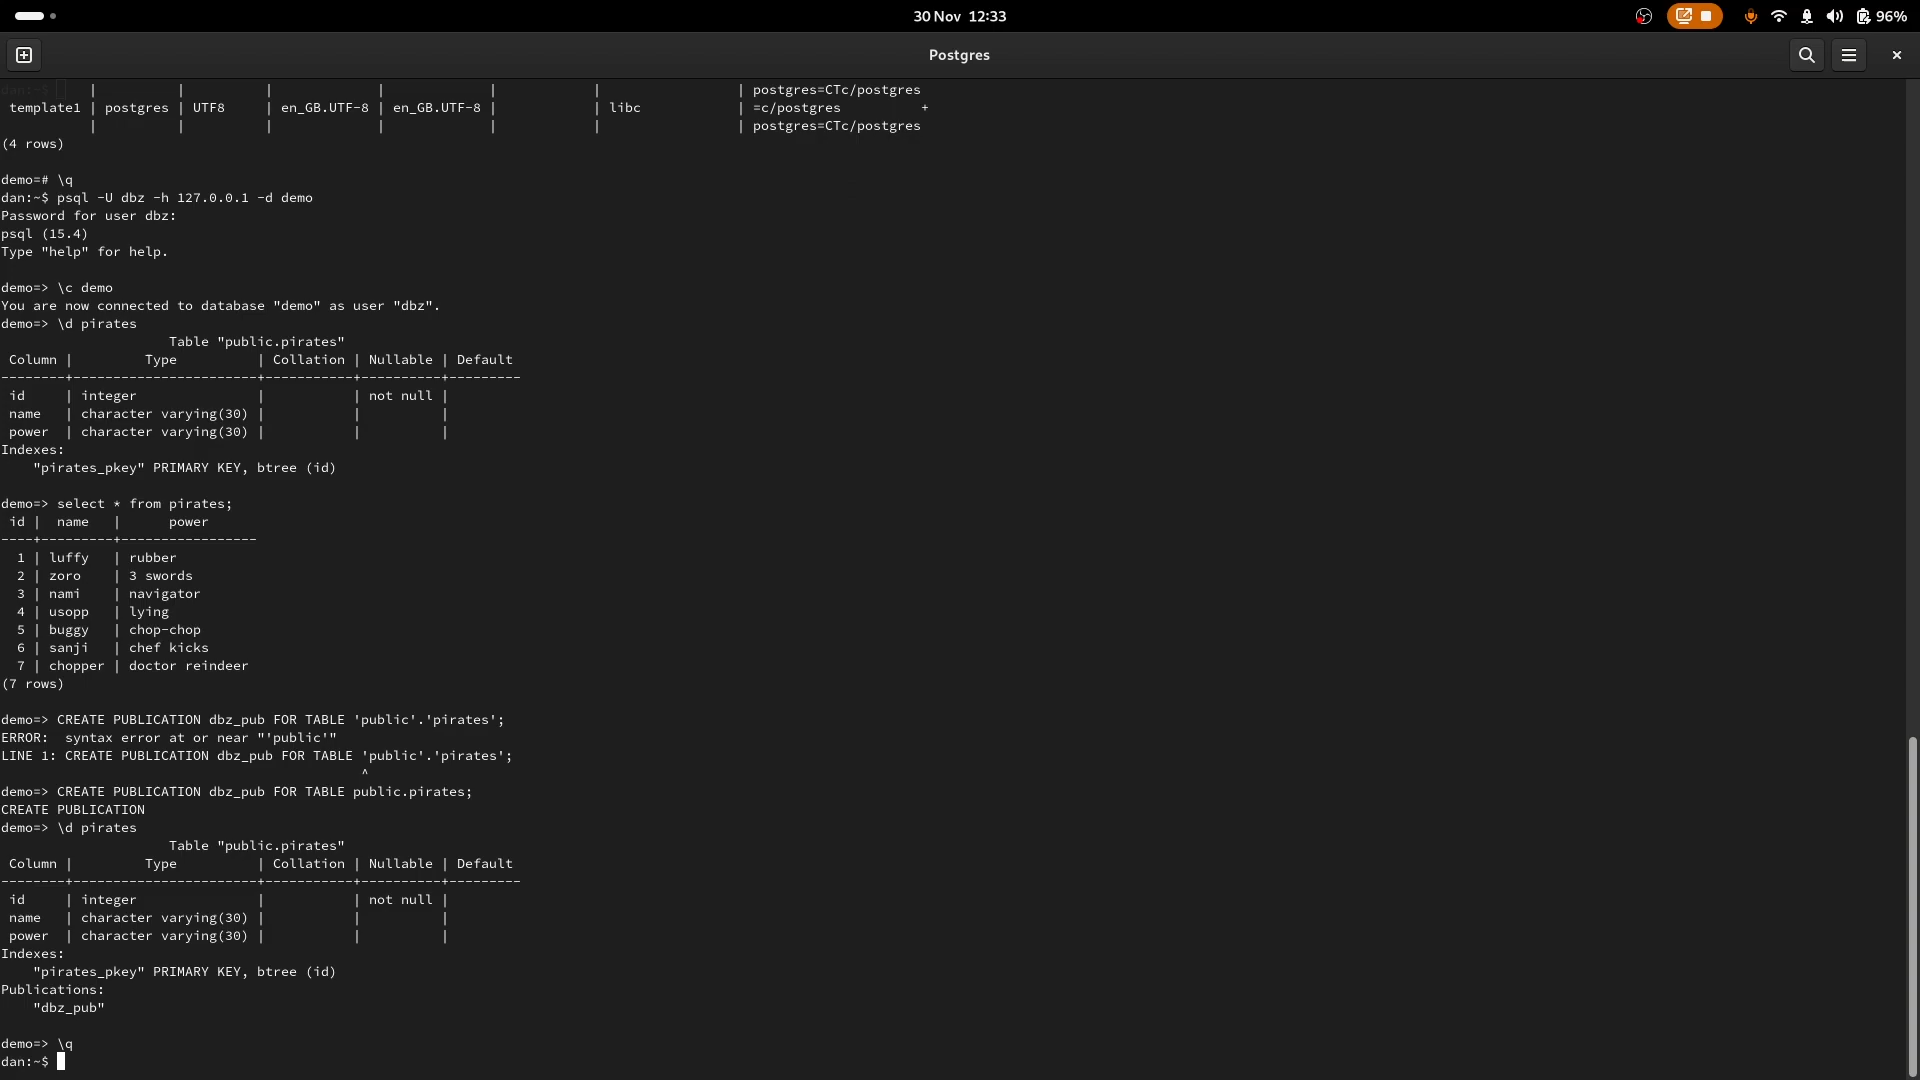 30 Nov 12:33
96%
Postgres
dan:~$ | | | | | | | postgres=CTc/postgres
template1 | postgres | UTF8 | en_GB.UTF-8 | en_GB.UTF-8 | | libc | =c/postgres +
| | | | | | | postgres=CTc/postgres
(4 rows)
demo=# \q
dan:~$ psql -U dbz -h 127.0.0.1 -d demo
Password for user dbz:
psql (15.4)
Type "help" for help.
demo=> \c demo
You are now connected to database "demo" as user "dbz".
demo=> \d pirates
Table "public.pirates"
Column | Type | Collation | Nullable | Default
--------+-----------------------+-----------+----------+---------
id | integer | | not null |
name | character varying(30) | | |
power | character varying(30) | | |
Indexes:
"pirates_pkey" PRIMARY KEY, btree (id)
demo=> select * from pirates;
id | name | power
----+---------+-----------------
1 | luffy | rubber
2 | zoro | 3 swords
3 | nami | navigator
4 | usopp | lying
5 | buggy | chop-chop
6 | sanji | chef kicks
7 | chopper | doctor reindeer
(7 rows)
demo=> CREATE PUBLICATION dbz_pub FOR TABLE 'public'.'pirates';
ERROR:  syntax error at or near "'public'"
LINE 1: CREATE PUBLICATION dbz_pub FOR TABLE 'public'.'pirates';
^
demo=> CREATE PUBLICATION dbz_pub FOR TABLE public.pirates;
CREATE PUBLICATION
demo=> \d pirates
Table "public.pirates"
Column | Type | Collation | Nullable | Default
--------+-----------------------+-----------+----------+---------
id | integer | | not null |
name | character varying(30) | | |
power | character varying(30) | | |
Indexes:
"pirates_pkey" PRIMARY KEY, btree (id)
Publications:
"dbz_pub"
demo=> \q
dan:~$